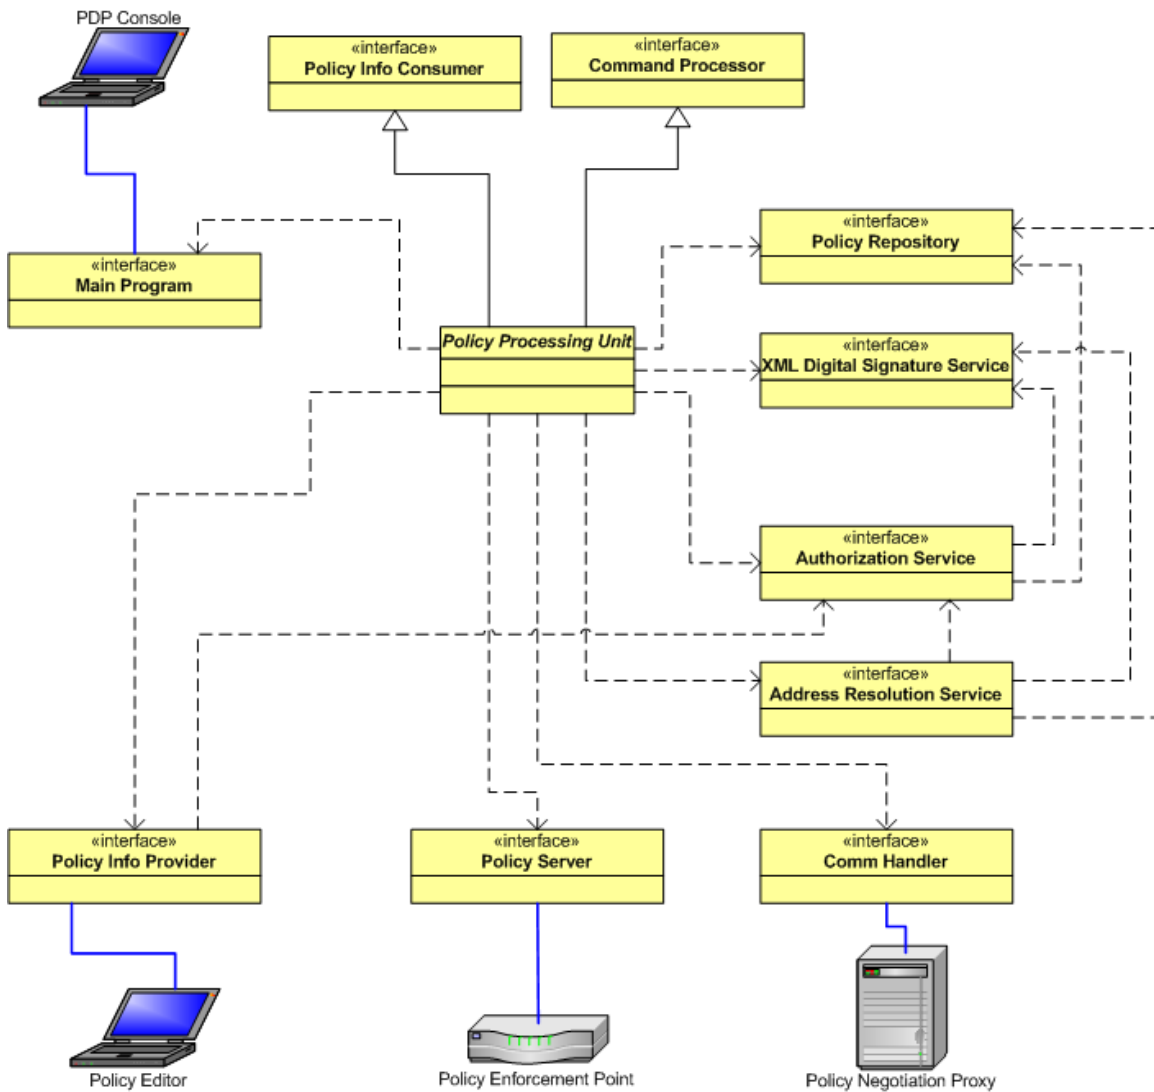 PDP Console
«interface»
Policy Info Consumer
«interface»
Command Processor
«interface»
Policy Repository
«interface»
Main Program
Policy Processing Unit
«interface»
XML Digital Signature Service
«interface»
Authorization Service
«interface»
Address Resolution Service
«interface»
Policy Info Provider
«interface»
Policy Server
«interface»
Comm Handler
Policy Editor
Policy Enforcement Point
Policy Negotiation Proxy